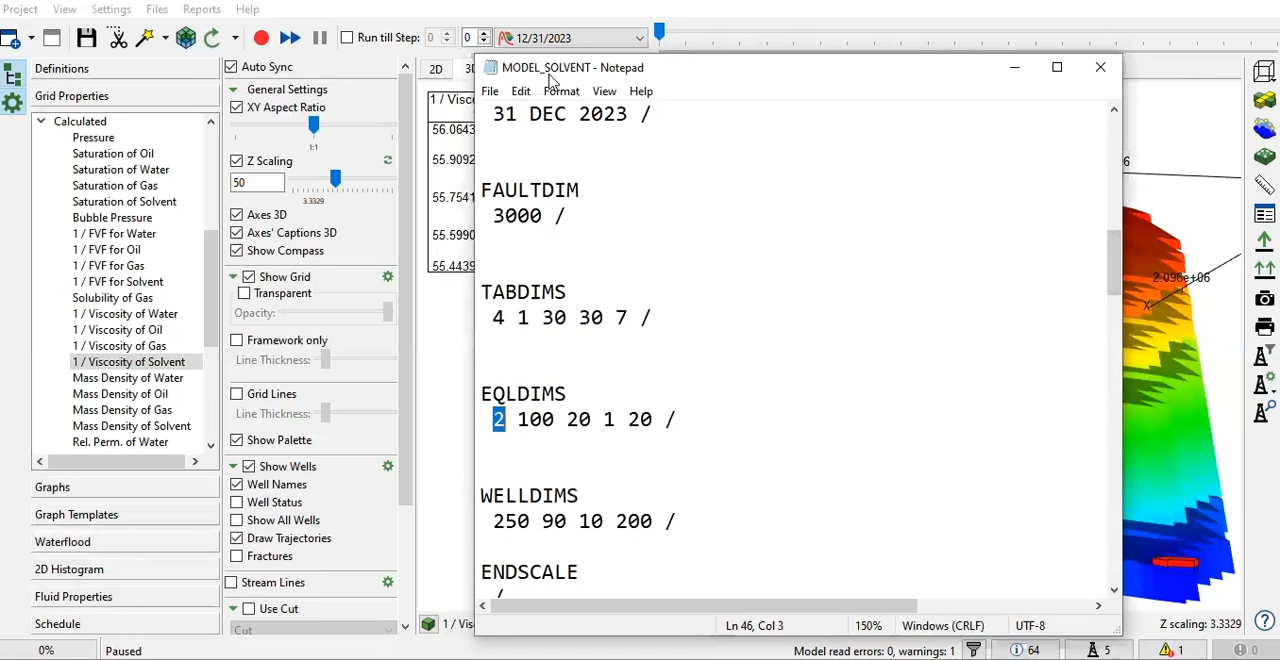 Project View Settings Files Reports Help
Run till Step: 0 0 12/31/2023
Definitions
Grid Properties
Calculated
Pressure
Saturation of Oil
Saturation of Water
Saturation of Gas
Saturation of Solvent
Bubble Pressure
1 / FVF for Water
1 / FVF for Oil
1 / FVF for Gas
1 / FVF for Solvent
Solubility of Gas
1 / Viscosity of Water
1 / Viscosity of Oil
1 / Viscosity of Gas
1 / Viscosity of Solvent
Mass Density of Water
Mass Density of Oil
Mass Density of Gas
Mass Density of Solvent
Rel. Perm. of Water
Graphs
Graph Templates
Waterflood
2D Histogram
Fluid Properties
Schedule
Auto Sync
General Settings
XY Aspect Ratio
1:1
Z Scaling
50
3.3329
Axes 3D
Axes' Captions 3D
Show Compass
Show Grid
Transparent
Opacity:
Framework only
Line Thickness:
Grid Lines
Line Thickness:
Show Palette
Show Wells
Well Names
Well Status
Show All Wells
Draw Trajectories
Fractures
Stream Lines
Use Cut
Cut
2D
1 / Visc
56.0643
55.9092
55.7541
55.5990
55.4439
MODEL_SOLVENT - Notepad
File Edit Format View Help
31 DEC 2023 /
FAULTDIM
3000 /
TABDIMS
4 1 30 30 7 /
EQLDIMS
2 100 20 1 20 /
WELLDIMS
250 90 10 200 /
ENDSCALE
/
Ln 46, Col 3 150% Windows (CRLF) UTF-8
2.096e+06
X
Z scaling: 3.3329
0% Paused Model read errors: 0, warnings: 1 64 5 1 0